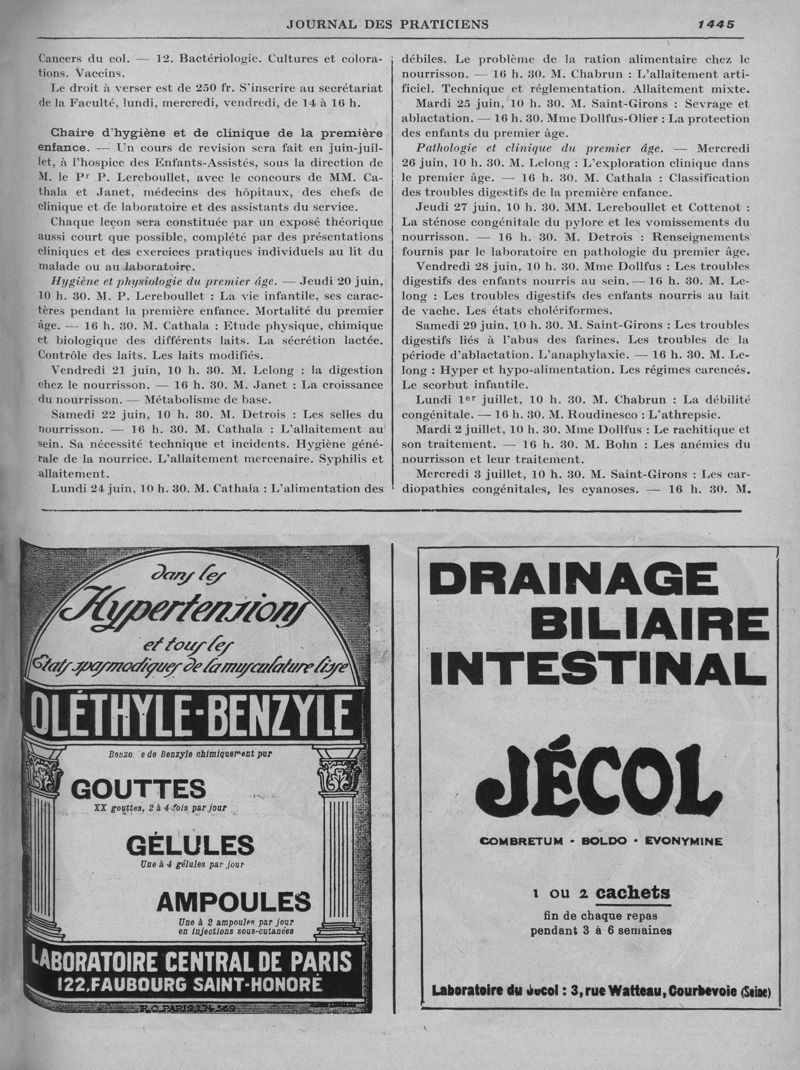 JOURNAL DES PRATICIENS
1445
Cancers du col. — 12. Bactériologie. Cultures et colora-
tions. Vaccins.
Le droit à verser est de 250 fr. S'inscrire au secrétariat
de la Faculté, lundi, mercredi, vendredi, de 14 à 16 h.
Chaire d'hygiène et de clinique de la première
enfance. — Un cours de revision sera fait en juin-juil-
let, à l'hospice des Enfants-Assistés, sous la direction de
M. le Pr P. Lereboullet, avec le concours de MM. Ca-
thala et Janet, médecins des hôpitaux, des chefs de
clinique et de laboratoire et des assistants du service.
Chaque leçon sera constituée par un exposé théorique
aussi court que possible, complété par des présentations
cliniques et des exercices pratiques individuels au lit du
malade ou au laboratoire.
Hygiène et physiologie du premier âge. — Jeudi 20 juin,
10 h. 30. M. P. Lereboullet : La vie infantile, ses carac-
tères pendant la première enfance. Mortalité du premier
âge. — 16 h. 30. M. Cathala : Etude physique, chimique
et biologique des différents laits. La sécrétion lactée.
Contrôle des laits. Les laits modifiés.
Vendredi 21 juin, 10 h. 30. M. Lelong : la digestion
chez le nourrisson. — 16 h. 30. M. Janet : La croissance
du nourrisson. — Métabolisme de base.
Samedi 22 juin, 10 h. 30. M. Detrois : Les selles du
nourrisson. — 16 h. 30. M. Cathala : L'allaitement au
sein. Sa nécessité technique et incidents. Hygiène géné-
rale de la nourrice. L'allaitement mercenaire. Syphilis et
allaitement.
Lundi 24 juin, 10 h. 30. M. Cathala : L'alimentation des
débiles. Le problème de la ration alimentaire chez le
nourrisson. — 16 h. 30. M. Chabrun : L'allaitement arti-
ficiel. Technique et réglementation. Allaitement mixte.
Mardi 25 juin, 10 h. 30. M. Saint-Girons : Sevrage et
ablactation. — 16 h. 30. Mme Dollfus-Olier : La protection
des enfants du premier âge.
Pathologie et clinique du premier âge. — Mercredi
26 juin, 10 h. 30. M. Lelong : L'exploration clinique dans
le premier âge. — 16 h. 30. M. Cathala : Classification
des troubles digestifs de la première enfance.
Jeudi 27 juin, 10 h. 30. MM. Lereboullet et Cottenot :
La sténose congénitale du pylore et les vomissements du
nourrisson. — 16 h. 30. M. Detrois : Renseignements
fournis par le laboratoire en pathologie du premier âge.
Vendredi 28 juin, 10 h. 30. Mme Dollfus : Les troubles
digestifs des enfants nourris au sein. — 16 h. 30. M. Le-
long : Les troubles digestifs des enfants nourris au lait
de vache. Les états cholériformes.
Samedi 29 juin, 10 h. 30. M. Saint-Girons : Les troubles
digestifs liés à l'abus des farines. Les troubles de la
période d'ablactation. L'anaphylaxie. — 16 h. 30. M. Le-
long : Hyper et hypo-alimentation. Les régimes carencés.
Le scorbut infantile.
Lundi 1er juillet, 10 h. 30. M. Chabrun : La débilité
congénitale. — 16 h. 30. M. Roudinesco : L'athrepsie.
Mardi 2 juillet, 10 h. 30. Mme Dollfus : Le rachitique et
son traitement. — 16 h. 30. M. Bohn : Les anémies du
nourrisson et leur traitement.
Mercredi 3 juillet, 10 h. 30. M. Saint-Girons : Les car-
diopathies congénitales, les cyanoses. — 16 h. 30. M.
dans les
Hypertensions
et tous les
Etats spasmodiques de la musculature lisse
OLÉTHYLE-BENZYLE
de Benzyle chimiquement pur
GOUTTES
XX gouttes, 2 à 4 fois par jour
GÉLULES
Une à 4 gélules par jour
AMPOULES
Une à 2 ampoules par jour
en injections sous-cutanées
LABORATOIRE CENTRAL DE PARIS
122, FAUBOURG SAINT-HONORÉ
R.C. PARIS
DRAINAGE
BILIAIRE
INTESTINAL
JÉCOL
COMBRETUM - BOLDO - EVONYMINE
1 OU 2 cachets
fin de chaque repas
pendant 3 à 6 semaines
Laboratoire du Jécol : 3, rue Watteau, Courbevoie (Seine)